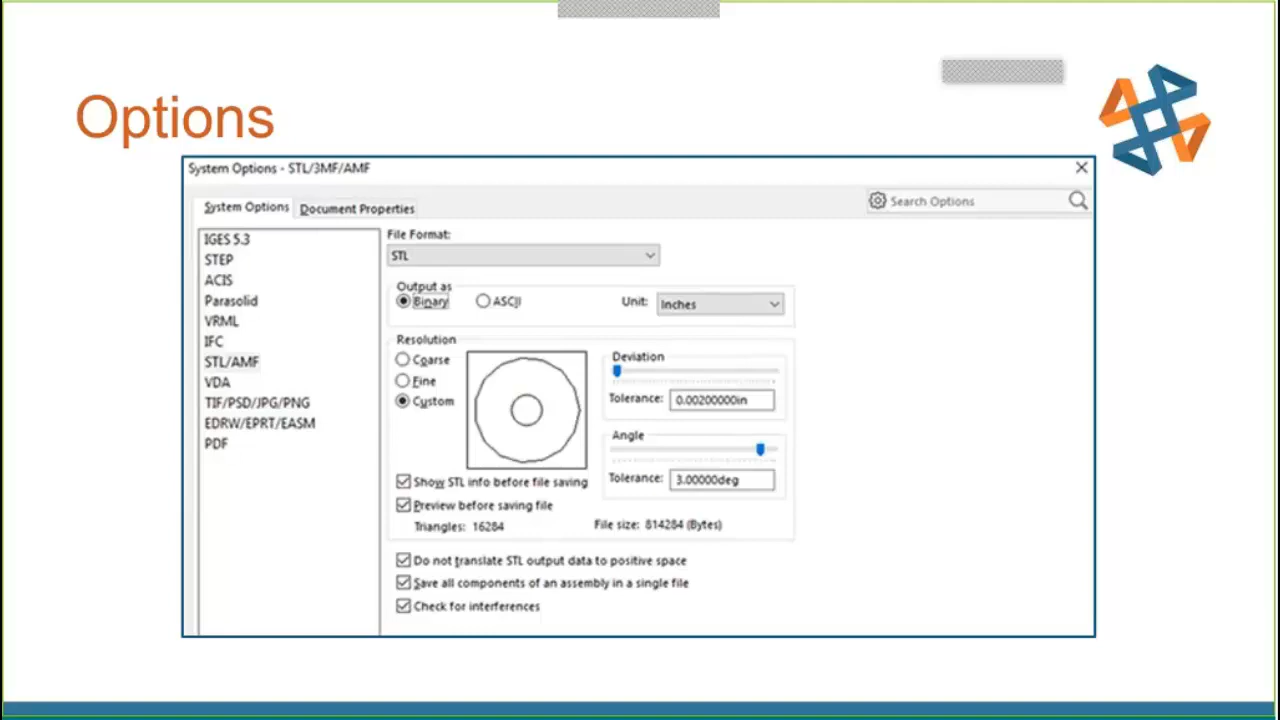 Options
System Options - STL/3MF/AMF
System Options Document Properties
Search Options
IGES 5.3
STEP
ACIS
Parasolid
VRML
IFC
STL/AMF
VDA
TIF/PSD/JPG/PNG
EDRW/EPRT/EASM
PDF
File Format:
STL
Output as
Binary ASCII Unit: Inches
Resolution
Coarse
Fine
Custom
Deviation
Tolerance: 0.00200000in
Angle
Tolerance: 3.00000deg
Show STL info before file saving
Preview before saving file
Triangles: 16284 File size: 814284 (Bytes)
Do not translate STL output data to positive space
Save all components of an assembly in a single file
Check for interferences